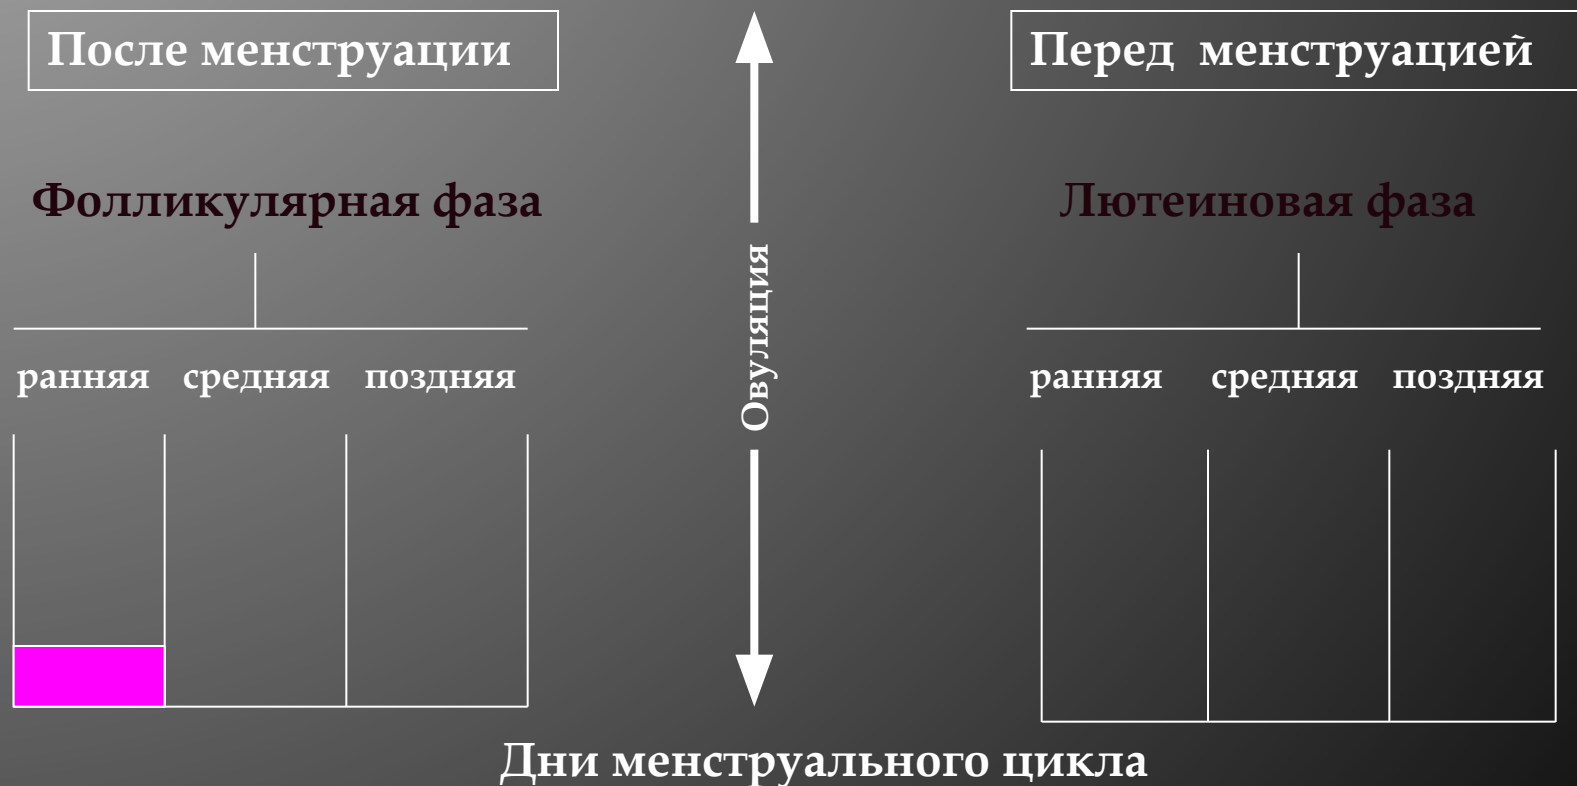 После менструации
Перед менструацией
Фолликулярная фаза
Лютеиновая фаза
Овуляция
ранняя средняя поздняя
ранняя средняя поздняя
Дни менструального цикла